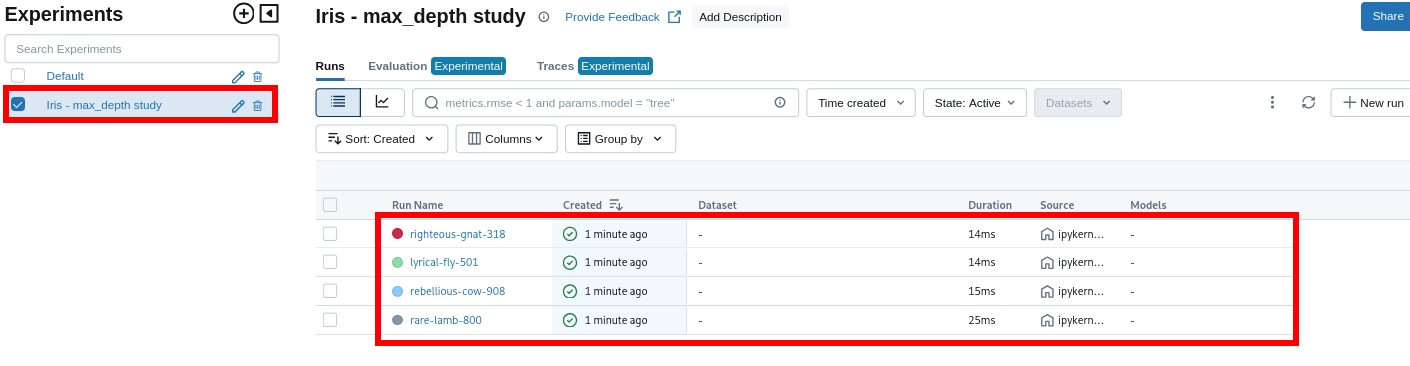 Experiments
Search Experiments
Default
Iris - max_depth study
Iris - max_depth study Provide Feedback Add Description Share
Runs Evaluation Experimental Traces Experimental
metrics.rmse < 1 and params.model = "tree" Time created State: Active Datasets New run
Sort: Created Columns Group by
Run Name Created Dataset Duration Source Models
righteous-gnat-318 1 minute ago - 14ms ipykern... -
lyrical-fly-501 1 minute ago - 14ms ipykern... -
rebellious-cow-908 1 minute ago - 15ms ipykern... -
rare-lamb-800 1 minute ago - 25ms ipykern... -